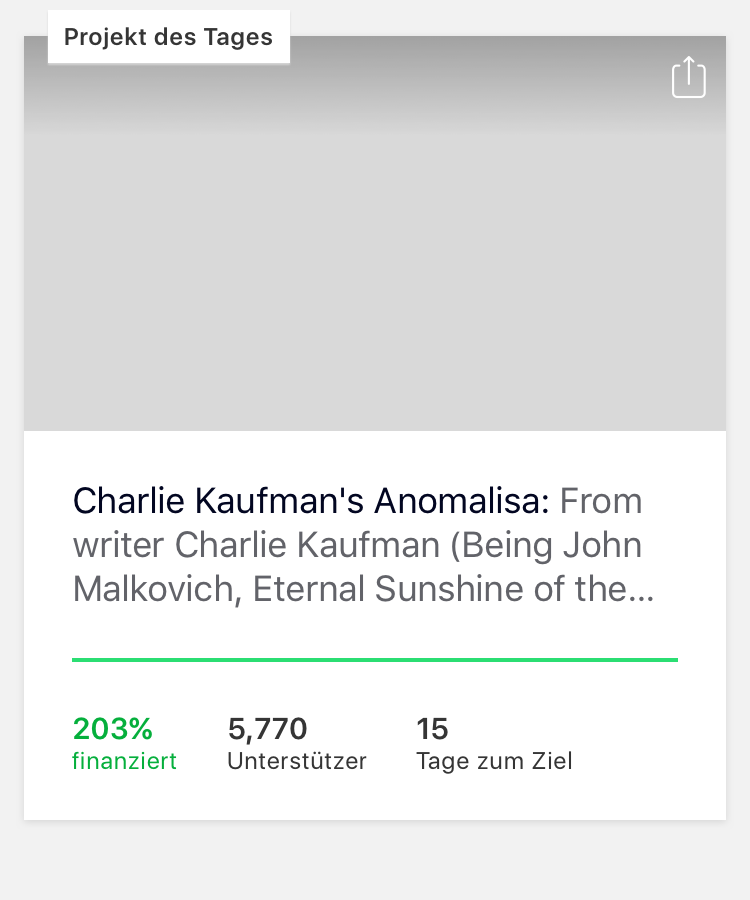 Projekt des Tages
Charlie Kaufman's Anomalisa: From
writer Charlie Kaufman (Being John
Malkovich, Eternal Sunshine of the...
203%
finanziert
5,770
Unterstützer
15
Tage zum Ziel